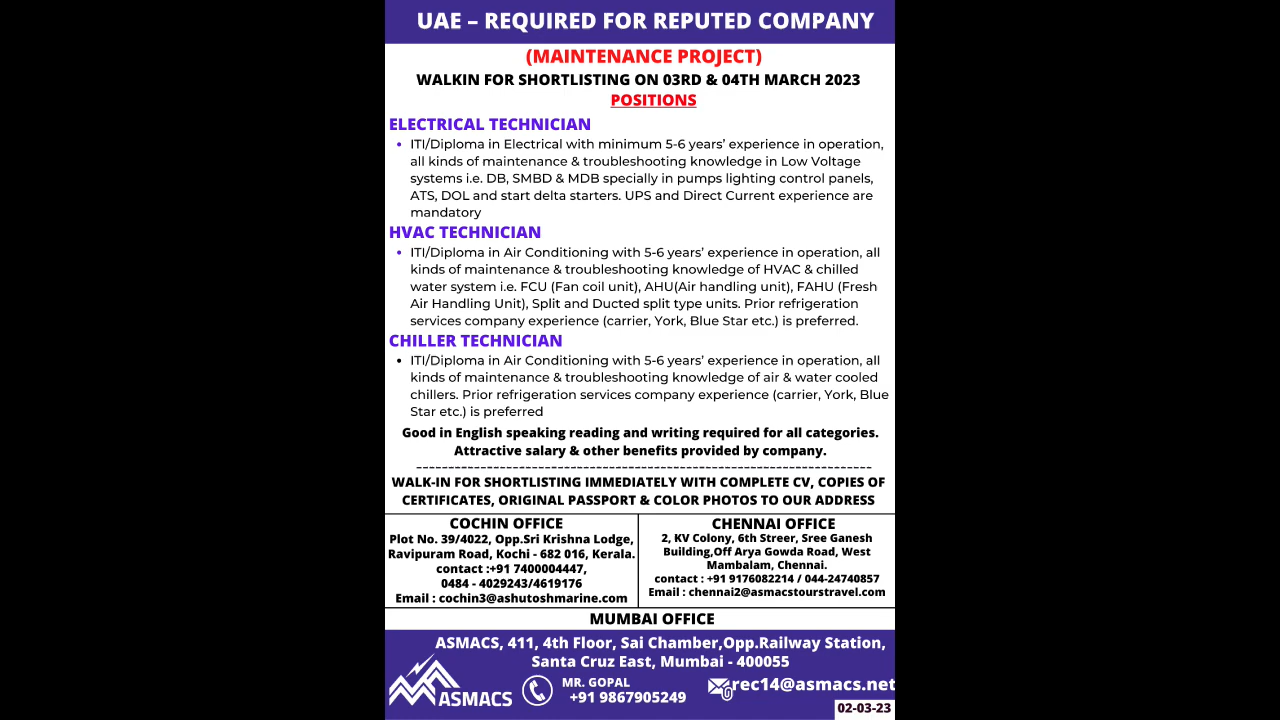 UAE – REQUIRED FOR REPUTED COMPANY
(MAINTENANCE PROJECT)
WALKIN FOR SHORTLISTING ON 03RD & 04TH MARCH 2023
POSITIONS
ELECTRICAL TECHNICIAN
• ITI/Diploma in Electrical with minimum 5-6 years' experience in operation,
all kinds of maintenance & troubleshooting knowledge in Low Voltage
systems i.e. DB, SMBD & MDB specially in pumps lighting control panels,
ATS, DOL and start delta starters. UPS and Direct Current experience are
mandatory
HVAC TECHNICIAN
• ITI/Diploma in Air Conditioning with 5-6 years' experience in operation, all
kinds of maintenance & troubleshooting knowledge of HVAC & chilled
water system i.e. FCU (Fan coil unit), AHU(Air handling unit), FAHU (Fresh
Air Handling Unit), Split and Ducted split type units. Prior refrigeration
services company experience (carrier, York, Blue Star etc.) is preferred.
CHILLER TECHNICIAN
• ITI/Diploma in Air Conditioning with 5-6 years' experience in operation, all
kinds of maintenance & troubleshooting knowledge of air & water cooled
chillers. Prior refrigeration services company experience (carrier, York, Blue
Star etc.) is preferred
Good in English speaking reading and writing required for all categories.
Attractive salary & other benefits provided by company.
WALK-IN FOR SHORTLISTING IMMEDIATELY WITH COMPLETE CV, COPIES OF
CERTIFICATES, ORIGINAL PASSPORT & COLOR PHOTOS TO OUR ADDRESS
COCHIN OFFICE
Plot No. 39/4022, Opp.Sri Krishna Lodge,
Ravipuram Road, Kochi - 682 016, Kerala.
contact :+91 7400004447,
0484 - 4029243/4619176
Email : cochin3@ashutoshmarine.com
CHENNAI OFFICE
2, KV Colony, 6th Streer, Sree Ganesh
Building,Off Arya Gowda Road, West
Mambalam, Chennai.
contact : +91 9176082214 / 044-24740857
Email : chennai2@asmacstourstravel.com
MUMBAI OFFICE
ASMACS, 411, 4th Floor, Sai Chamber,Opp.Railway Station,
Santa Cruz East, Mumbai - 400055
ASMACS
MR. GOPAL
+91 9867905249
rec14@asmacs.net
02-03-23